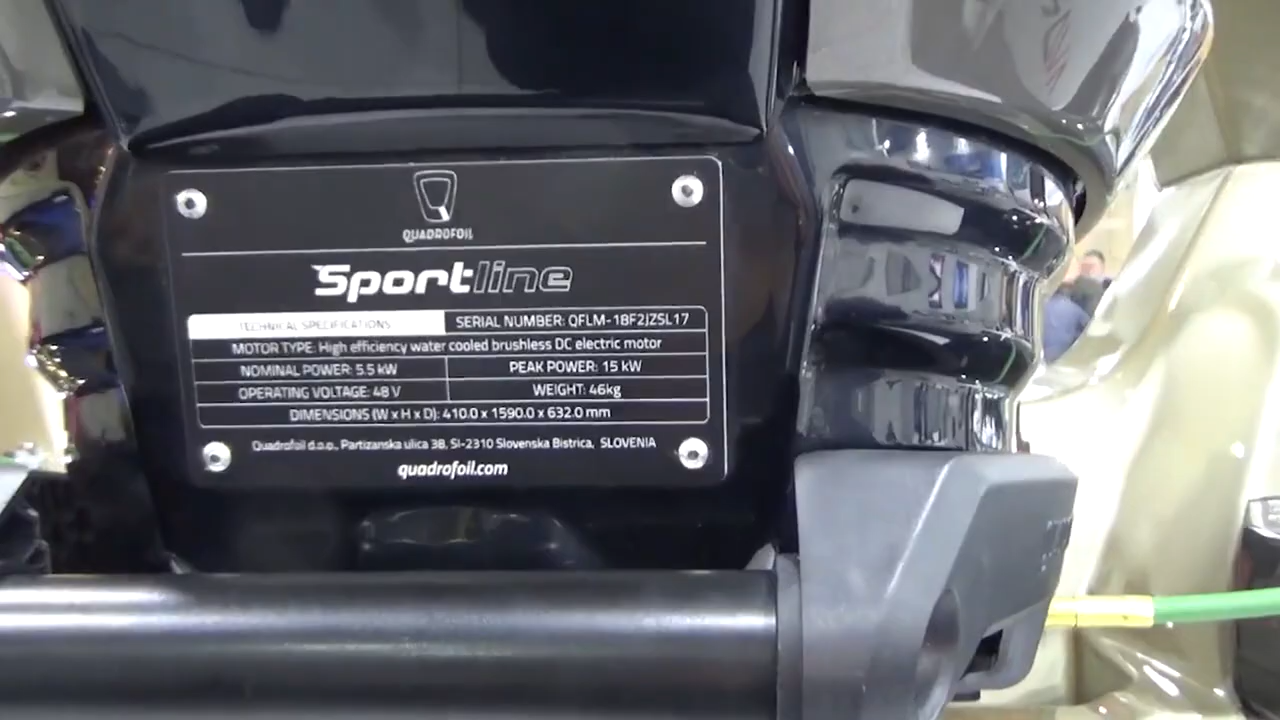 QUADROFOIL
Sportline
TECHNICAL SPECIFICATIONS SERIAL NUMBER: QFLM-18F2JZSL17
MOTOR TYPE: High efficiency water cooled brushless DC electric motor
NOMINAL POWER: 5.5 kW PEAK POWER: 15 kW
OPERATING VOLTAGE: 48 V WEIGHT: 46kg
DIMENSIONS (W x H x D): 410.0 x 1590.0 x 632.0 mm
Quadrofoil d.o.o., Partizanska ulica 38, SI-2310 Slovenska Bistrica, SLOVENIA
quadrofoil.com